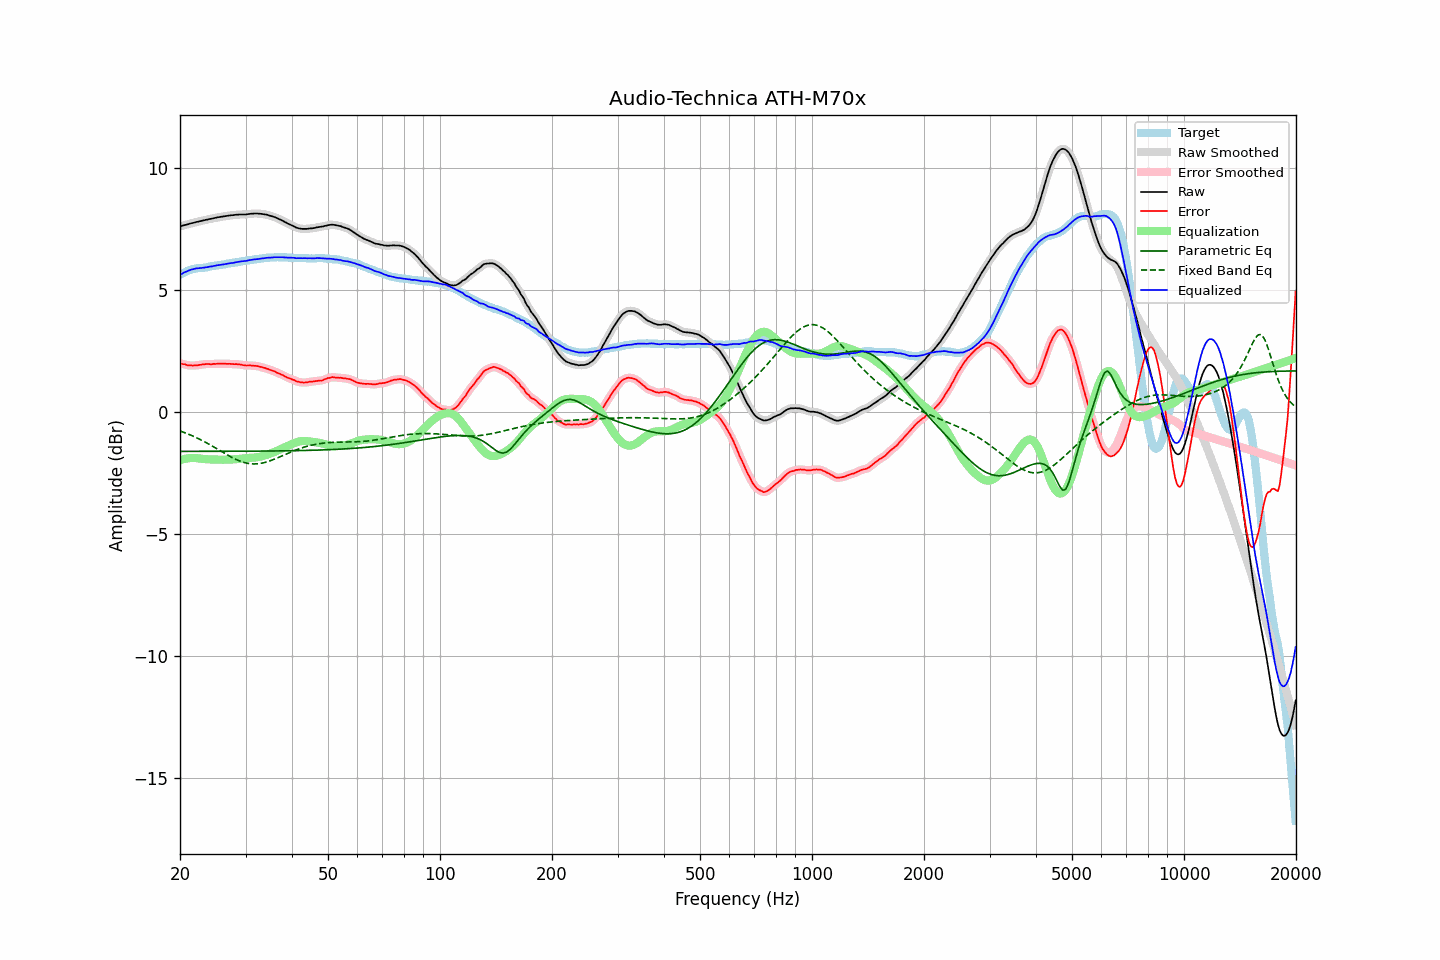 Audio-Technica ATH-M70x
Target
Raw Smoothed
Error Smoothed
Raw
Error
Equalization
Parametric Eq
Fixed Band Eq
Equalized
Amplitude (dBr)
10
5
0
−5
−10
−15
20 50 100 200 500 1000 2000 5000 10000 20000
Frequency (Hz)